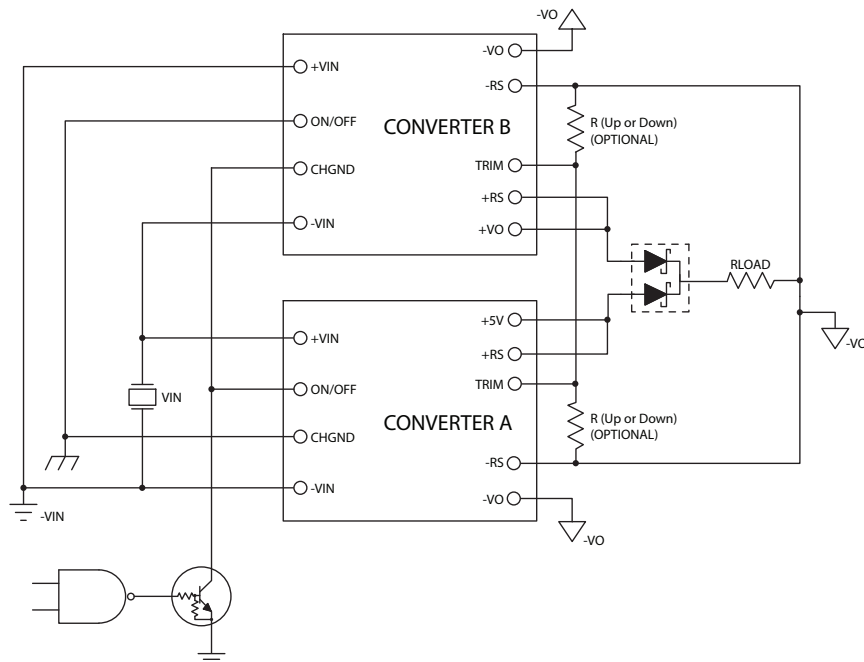 -VO
+VIN
-VO
-RS
ON/OFF
CONVERTER B
R (Up or Down)
(OPTIONAL)
CHGND
TRIM
+RS
-VIN
+VO
RLOAD
+5V
+VIN
+RS
-VO
VIN
ON/OFF
TRIM
CHGND
CONVERTER A
R (Up or Down)
(OPTIONAL)
-RS
-VIN
-VO
-VIN
-VO